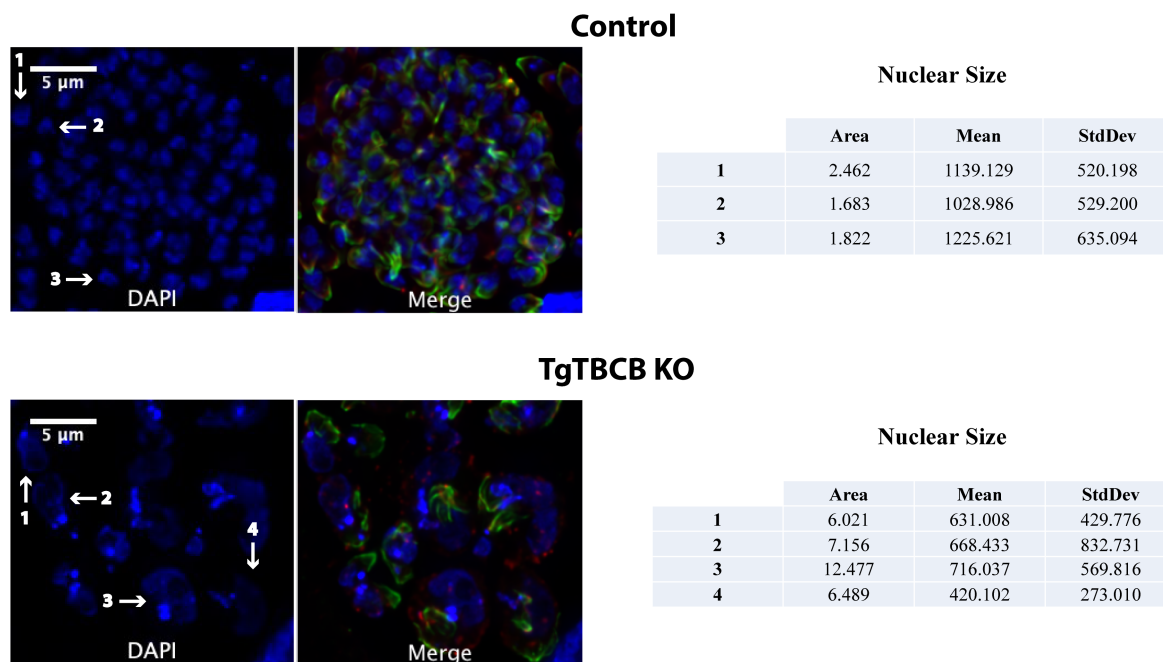 Control
1
5 μm
2
3
DAPI
Merge
Nuclear Size
Area Mean StdDev
1 2.462 1139.129 520.198
2 1.683 1028.986 529.200
3 1.822 1225.621 635.094
TgTBCB KO
5 μm
1
2
4
3
DAPI
Merge
Nuclear Size
Area Mean StdDev
1 6.021 631.008 429.776
2 7.156 668.433 832.731
3 12.477 716.037 569.816
4 6.489 420.102 273.010